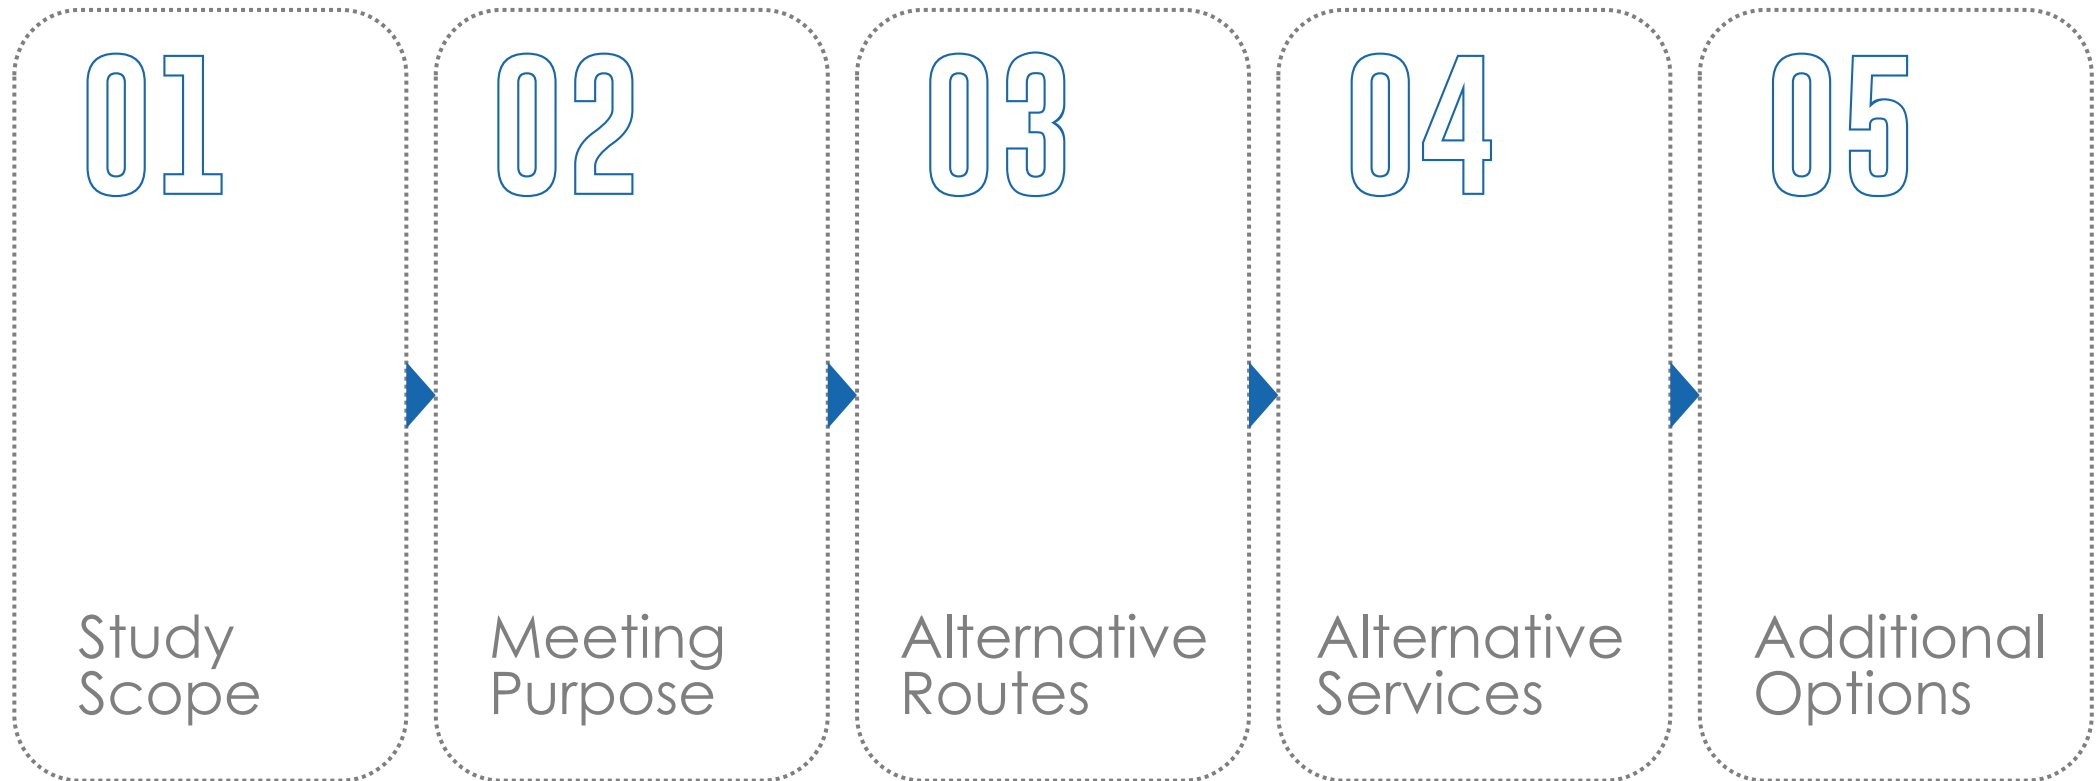 01
Study
Scope
02
Meeting
Purpose
03
Alternative
Routes
04
Alternative
Services
05
Additional
Options